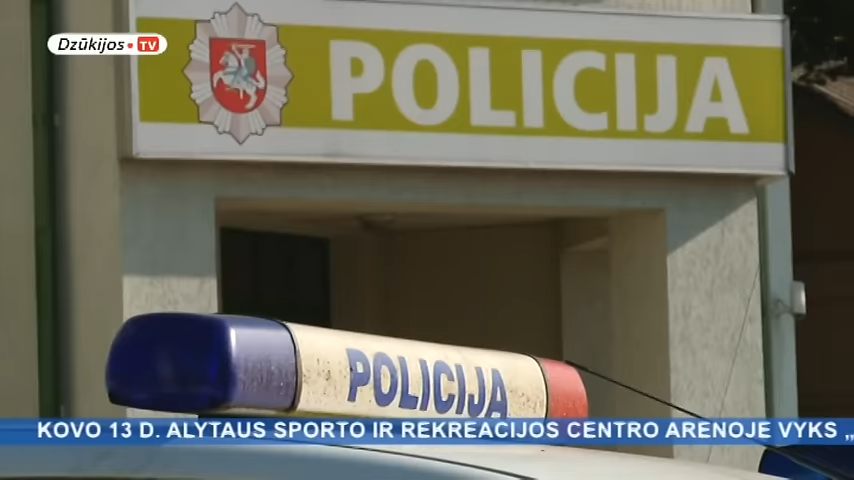 Dzūkijos TV
POLICIJA
POLICIJA
KOVO 13 D. ALYTAUS SPORTO IR REKREACIJOS CENTRO ARENOJE VYKS „